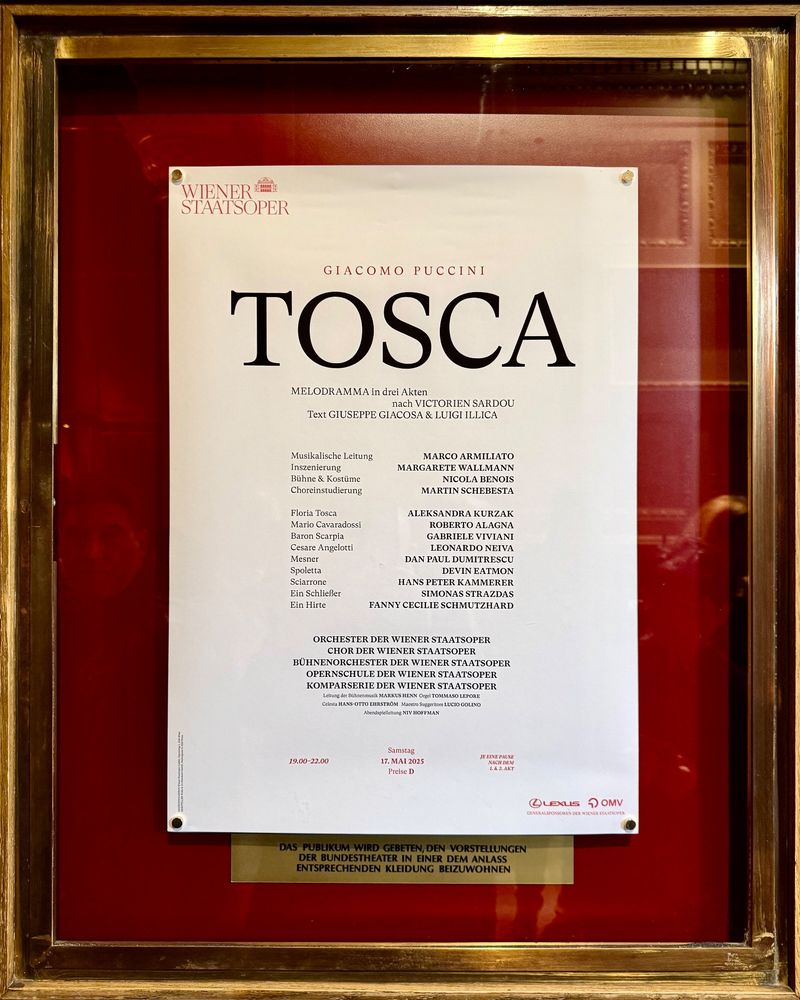 WIENER
STAATSOPER
GIACOMO PUCCINI
TOSCA
MELODRAMMA in drei Akten
nach VICTORIEN SARDOU
Text GIUSEPPE GIACOSA & LUIGI ILLICA
Musikalische Leitung MARCO ARMILIATO
Inszenierung MARGARETE WALLMANN
Bühne & Kostüme NICOLA BENOIS
Choreinstudierung MARTIN SCHEBESTA
Floria Tosca ALEKSANDRA KURZAK
Mario Cavaradossi ROBERTO ALAGNA
Baron Scarpia GABRIELE VIVIANI
Cesare Angelotti LEONARDO NEIVA
Mesner DAN PAUL DUMITRESCU
Spoletta DEVIN EATMON
Sciarrone HANS PETER KAMMERER
Ein Schließer SIMONAS STRAZDAS
Ein Hirte FANNY CECILIE SCHMUTZHARD
ORCHESTER DER WIENER STAATSOPER
CHOR DER WIENER STAATSOPER
BÜHNENORCHESTER DER WIENER STAATSOPER
OPERNSCHULE DER WIENER STAATSOPER
KOMPARSERIE DER WIENER STAATSOPER
Leitung der Bühnenmusik MARKUS HENN Orgel TOMMASO LEPORE
Celesta HANS-OTTO EHRSTRÖM Maestro Suggeritore LUCIO GOLINO
Abendspielleitung NIV HOFFMAN
19.00–22.00
Samstag
17. MAI 2025
Preise D
JE EINE PAUSE
NACH DEM
1. & 2. AKT
LEXUS OMV
GENERALSPONSOREN DER WIENER STAATSOPER
DAS PUBLIKUM WIRD GEBETEN, DEN VORSTELLUNGEN
DER BUNDESTHEATER IN EINER DEM ANLASS
ENTSPRECHENDEN KLEIDUNG BEIZUWOHNEN